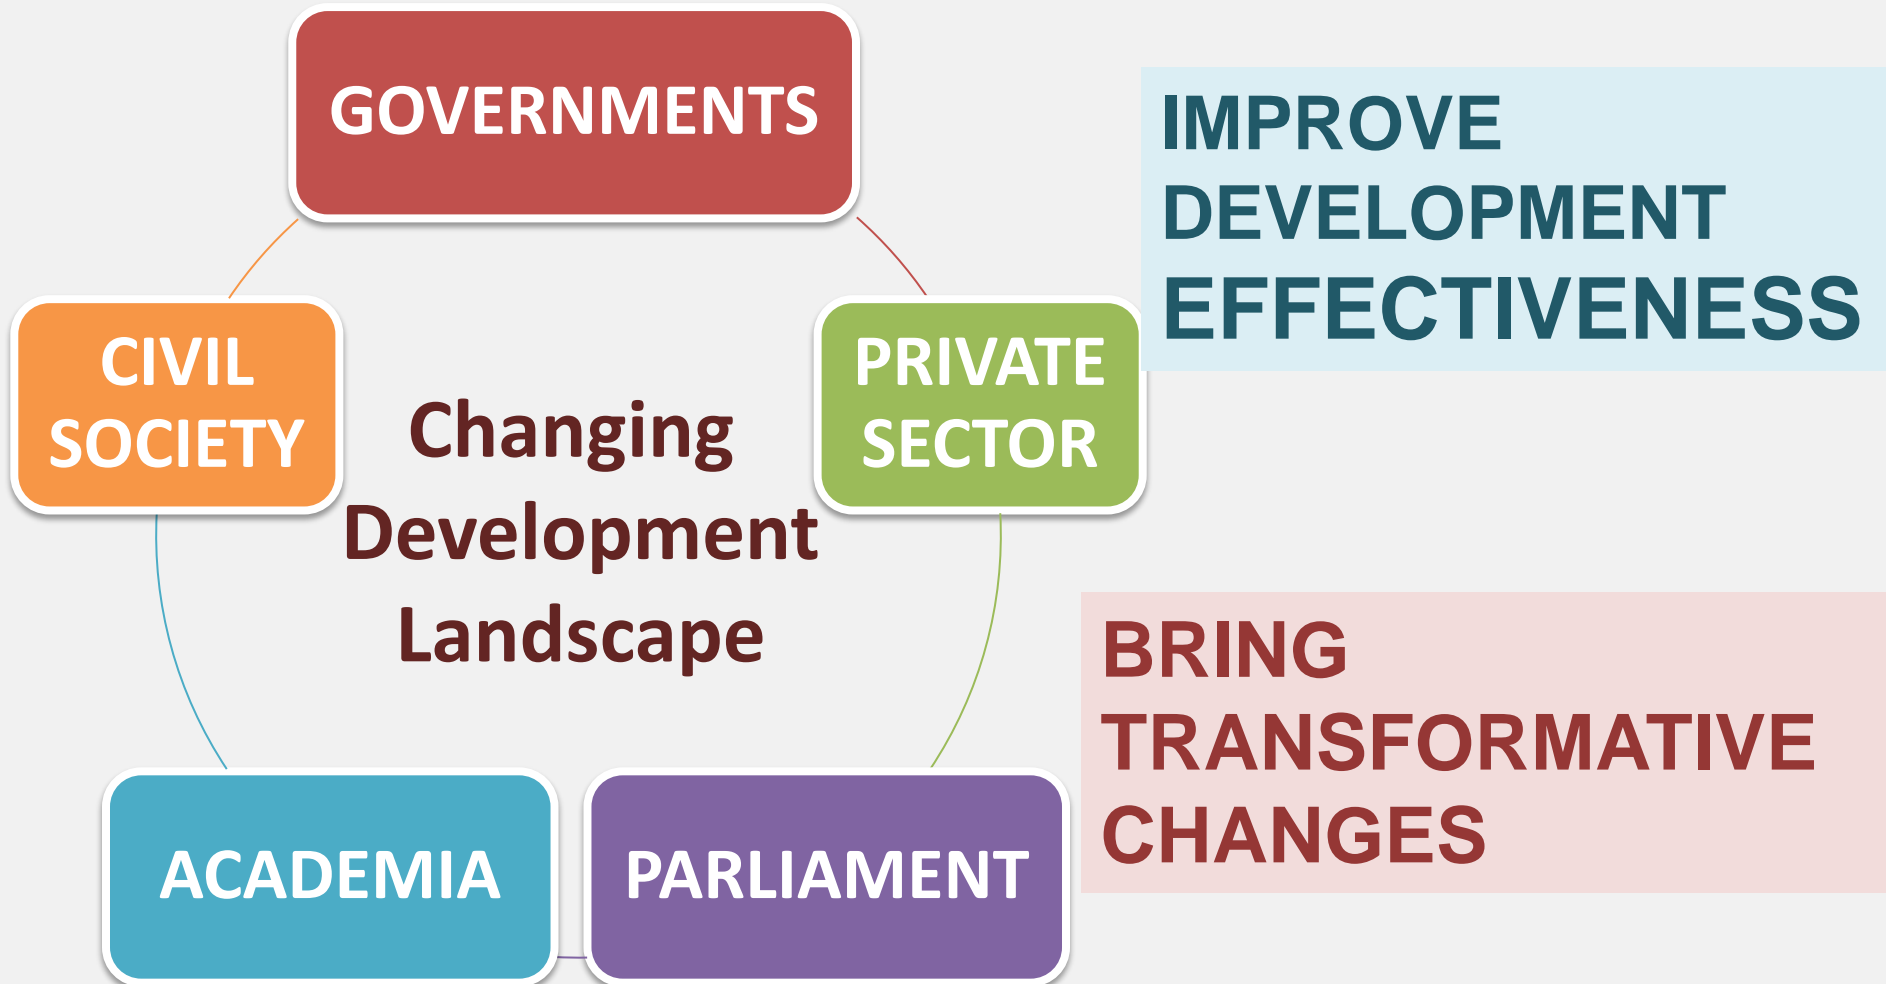 GOVERNMENTS
IMPROVE
DEVELOPMENT
EFFECTIVENESS
CIVIL
SOCIETY
PRIVATE
SECTOR
Changing
Development
Landscape
BRING
TRANSFORMATIVE
CHANGES
ACADEMIA
PARLIAMENT